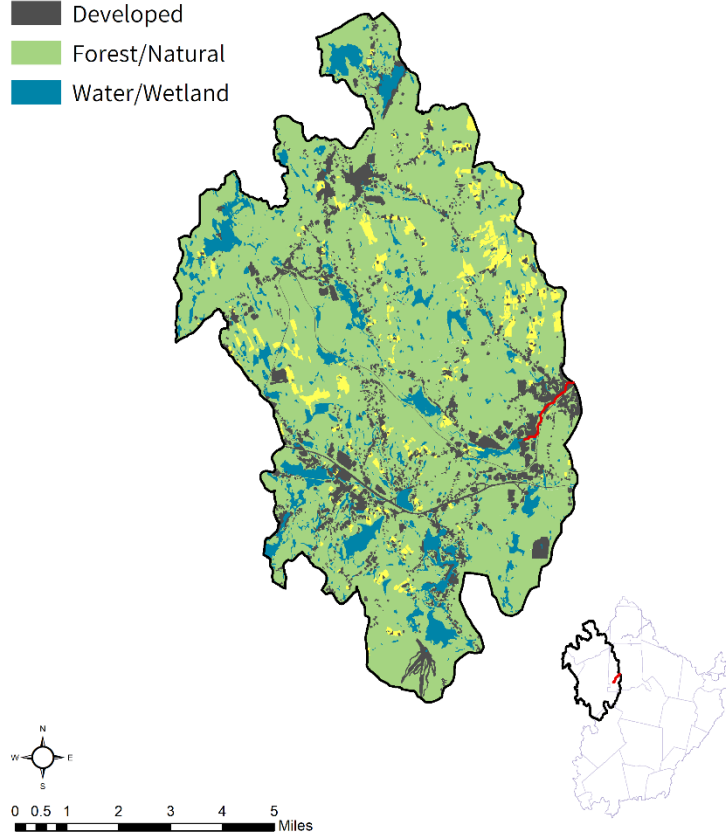 Developed
Forest/Natural
Water/Wetland
N
W E
S
0 0.5 1 2 3 4 5
Miles